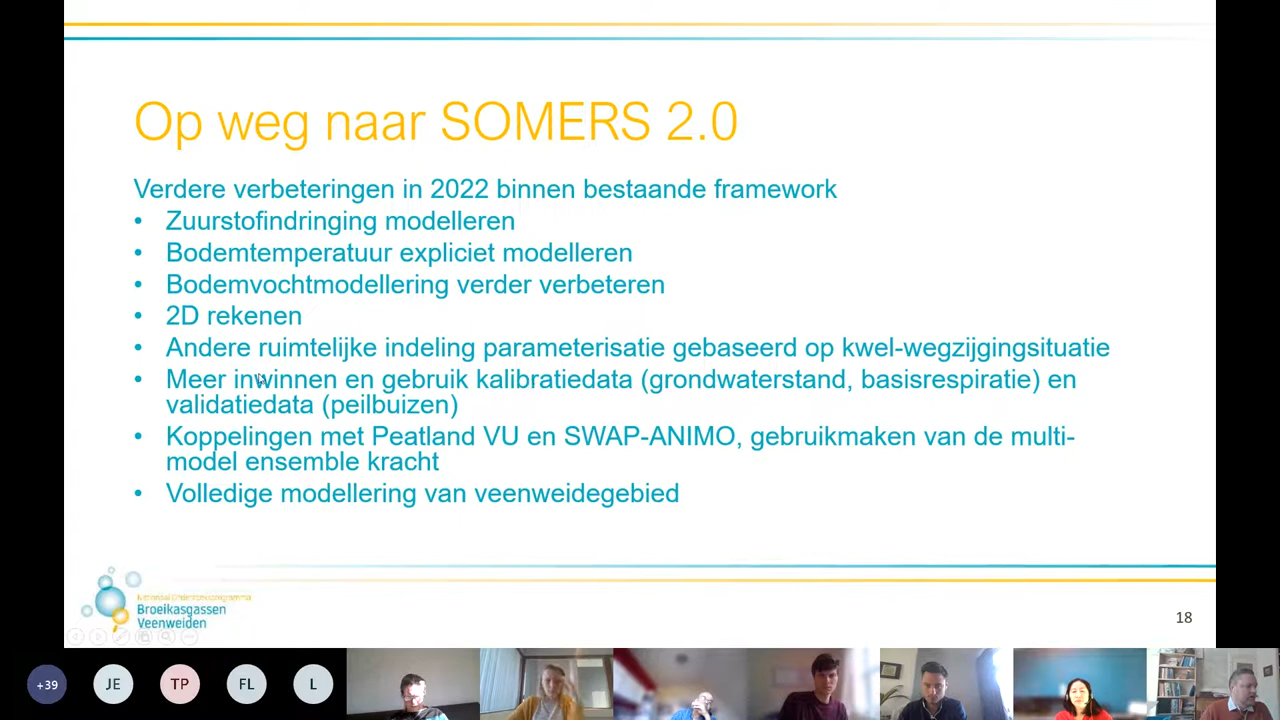 Op weg naar SOMERS 2.0
Verdere verbeteringen in 2022 binnen bestaande framework
• Zuurstofindringing modelleren
• Bodemtemperatuur expliciet modelleren
• Bodemvochtmodellering verder verbeteren
• 2D rekenen
• Andere ruimtelijke indeling parameterisatie gebaseerd op kwel-wegzijgingsituatie
• Meer inwinnen en gebruik kalibratiedata (grondwaterstand, basisrespiratie) en
validatiedata (peilbuizen)
• Koppelingen met Peatland VU en SWAP-ANIMO, gebruikmaken van de multi-
model ensemble kracht
• Volledige modellering van veenweidegebied
Nationaal Onderzoeksprogramma
Broeikasgassen
Veenweiden
18
+39 JE TP FL L